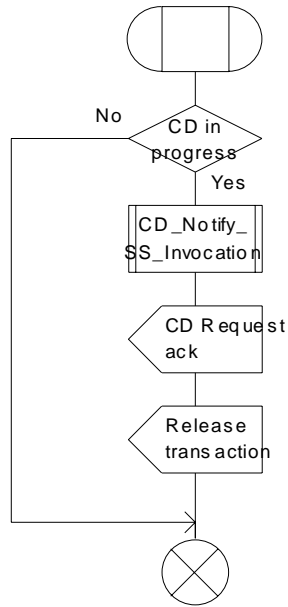 No
CD in
progress
Yes
CD_Notify_
SS_Invocation
CD Request
ack
Release
transaction